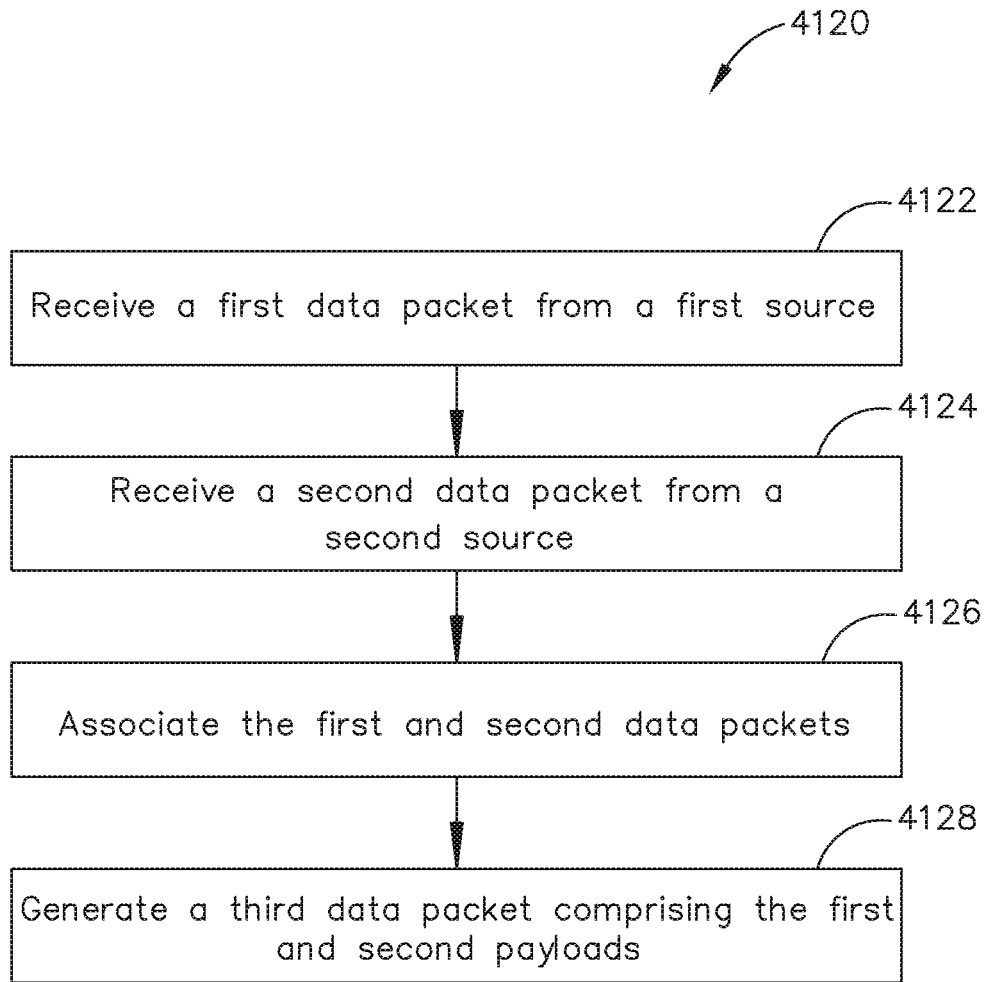 4120
4122
Receive a first data packet from a first source
4124
Receive a second data packet from a
second source
4126
Associate the first and second data packets
4128
Generate a third data packet comprising the first
and second payloads